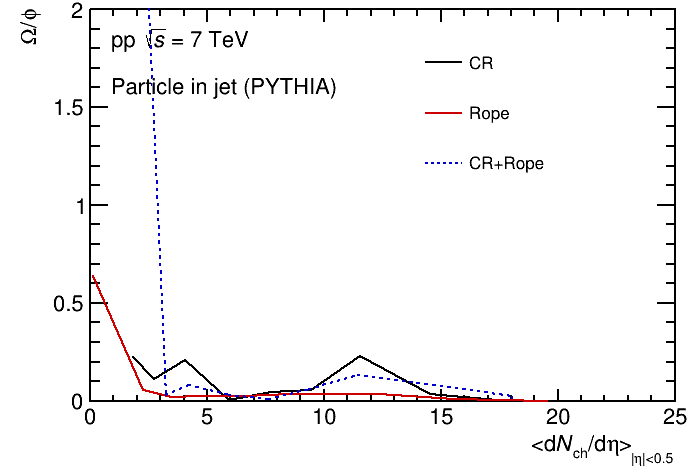 Ω/φ
2
pp √s = 7 TeV
CR
Particle in jet (PYTHIA)
1.5
Rope
CR+Rope
1
0.5
0
0 5 10 15 20 25
<dN_ch/dη>_|η|<0.5